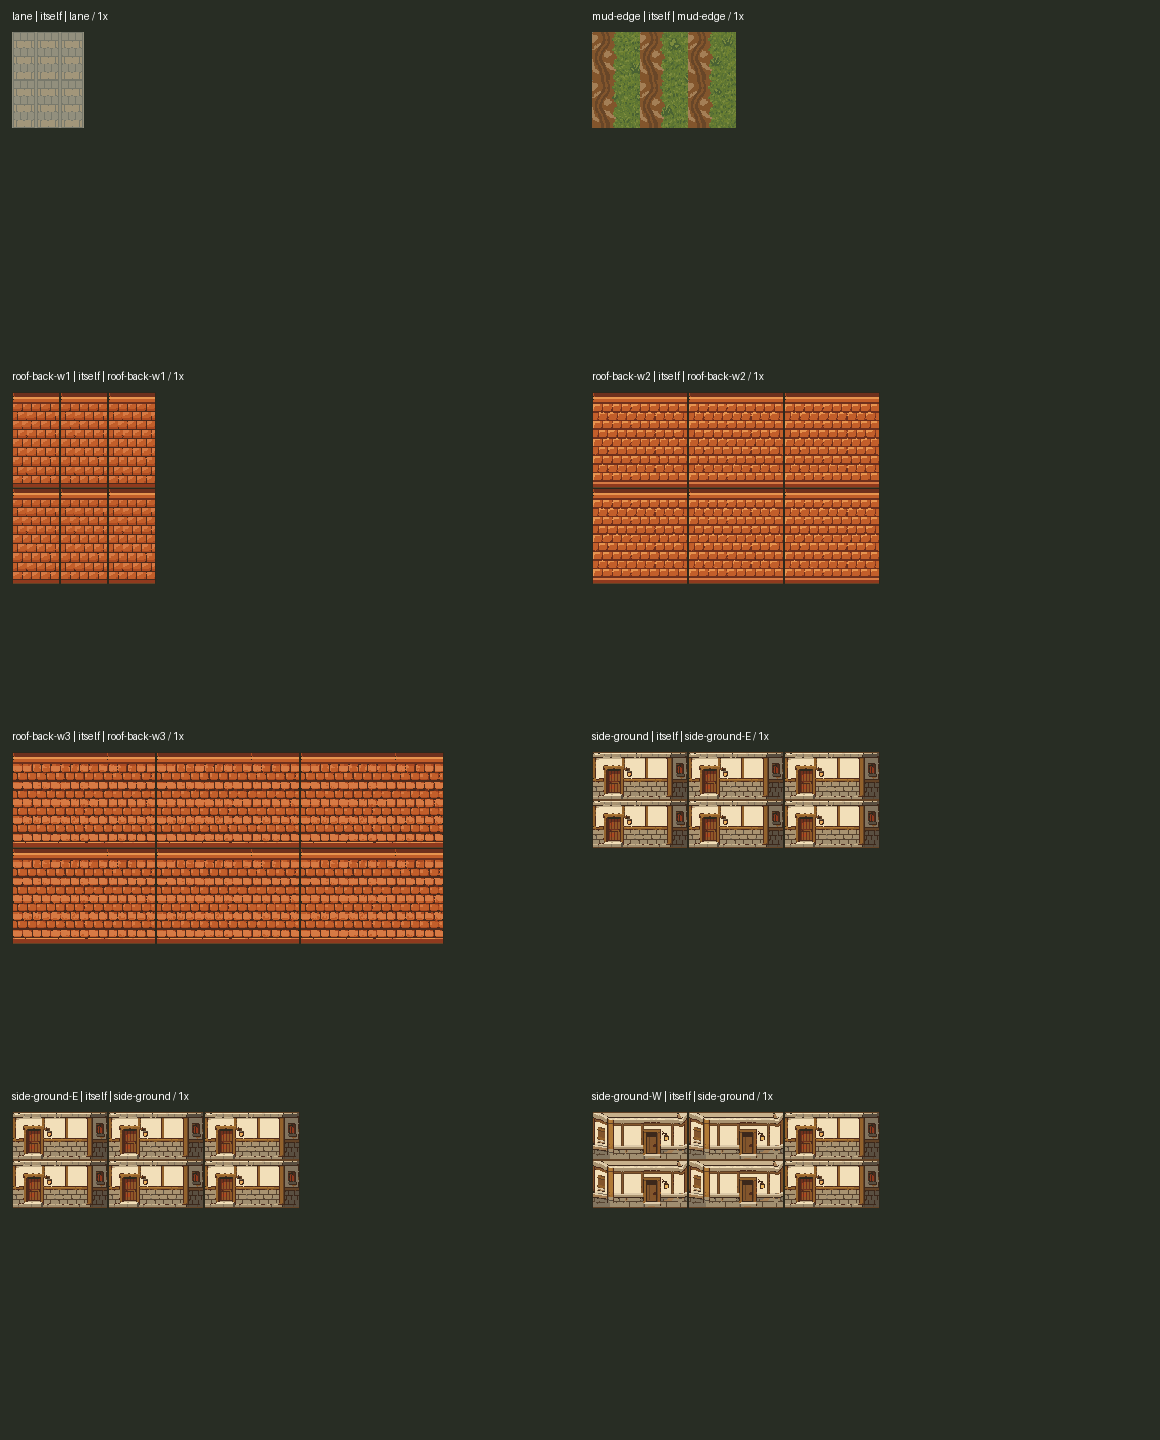 lane | itself | lane / 1x
mud-edge | itself | mud-edge / 1x
roof-back-w1 | itself | roof-back-w1 / 1x
roof-back-w2 | itself | roof-back-w2 / 1x
roof-back-w3 | itself | roof-back-w3 / 1x
side-ground | itself | side-ground-E / 1x
side-ground-E | itself | side-ground / 1x
side-ground-W | itself | side-ground / 1x